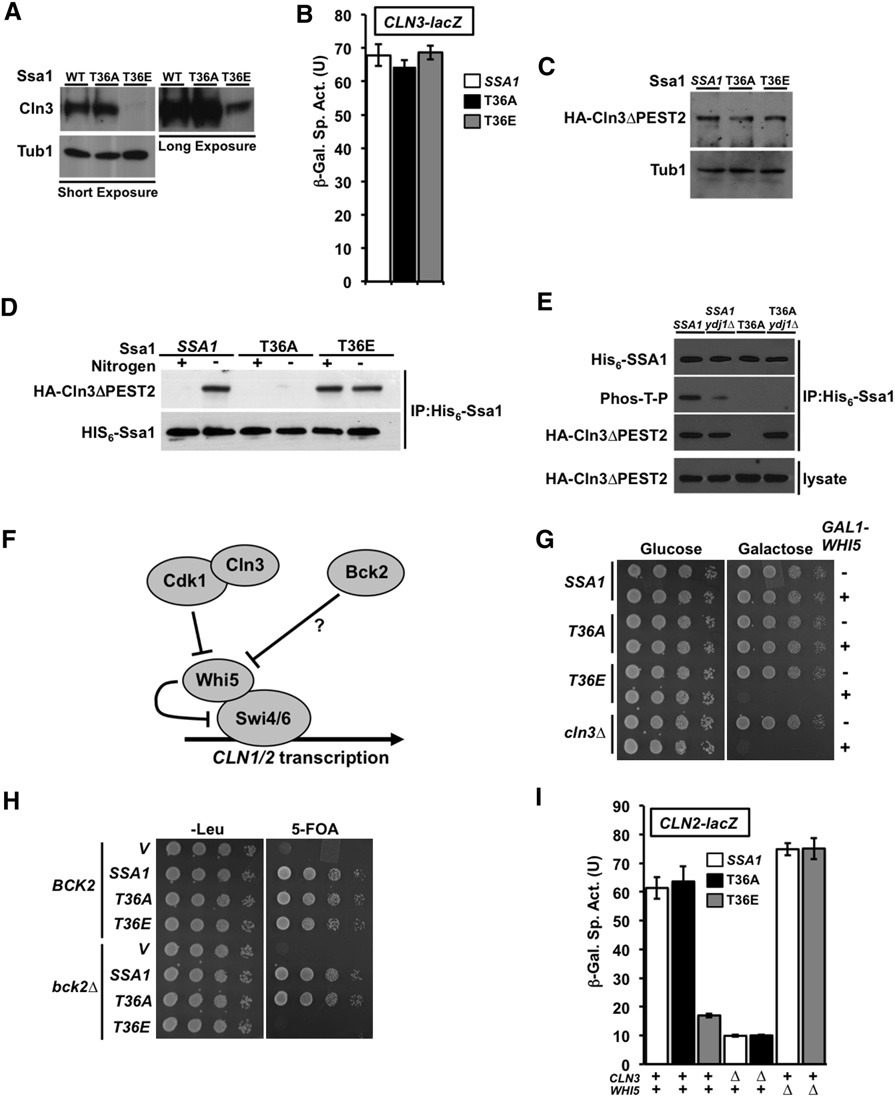 A
Ssa1 WT T36A T36E WT T36A T36E
Cln3
Tub1
Long Exposure
Short Exposure
B
CLN3-lacZ
β-Gal. Sp. Act. (U)
80
70
60
50
40
30
20
10
0
SSA1
T36A
T36E
C
Ssa1 SSA1 T36A T36E
HA-Cln3ΔPEST2
Tub1
D
Ssa1 SSA1 T36A T36E
Nitrogen + - + - + -
HA-Cln3ΔPEST2
HIS6-Ssa1
IP:His6-Ssa1
E
SSA1 SSA1 ydj1Δ T36A T36A ydj1Δ
His6-SSA1
Phos-T-P
HA-Cln3ΔPEST2
IP:His6-Ssa1
HA-Cln3ΔPEST2
lysate
F
Cdk1
Cln3
Bck2
?
Whi5
Swi4/6
CLN1/2 transcription
G
Glucose Galactose GAL1-
WHI5
SSA1 -
+
T36A -
+
T36E -
+
cln3Δ -
+
H
-Leu 5-FOA
BCK2
V
SSA1
T36A
T36E
bck2Δ
V
SSA1
T36A
T36E
I
CLN2-lacZ
β-Gal. Sp. Act. (U)
90
80
70
60
50
40
30
20
10
0
SSA1
T36A
T36E
CLN3 + + + Δ Δ + +
WHI5 + + + + + Δ Δ